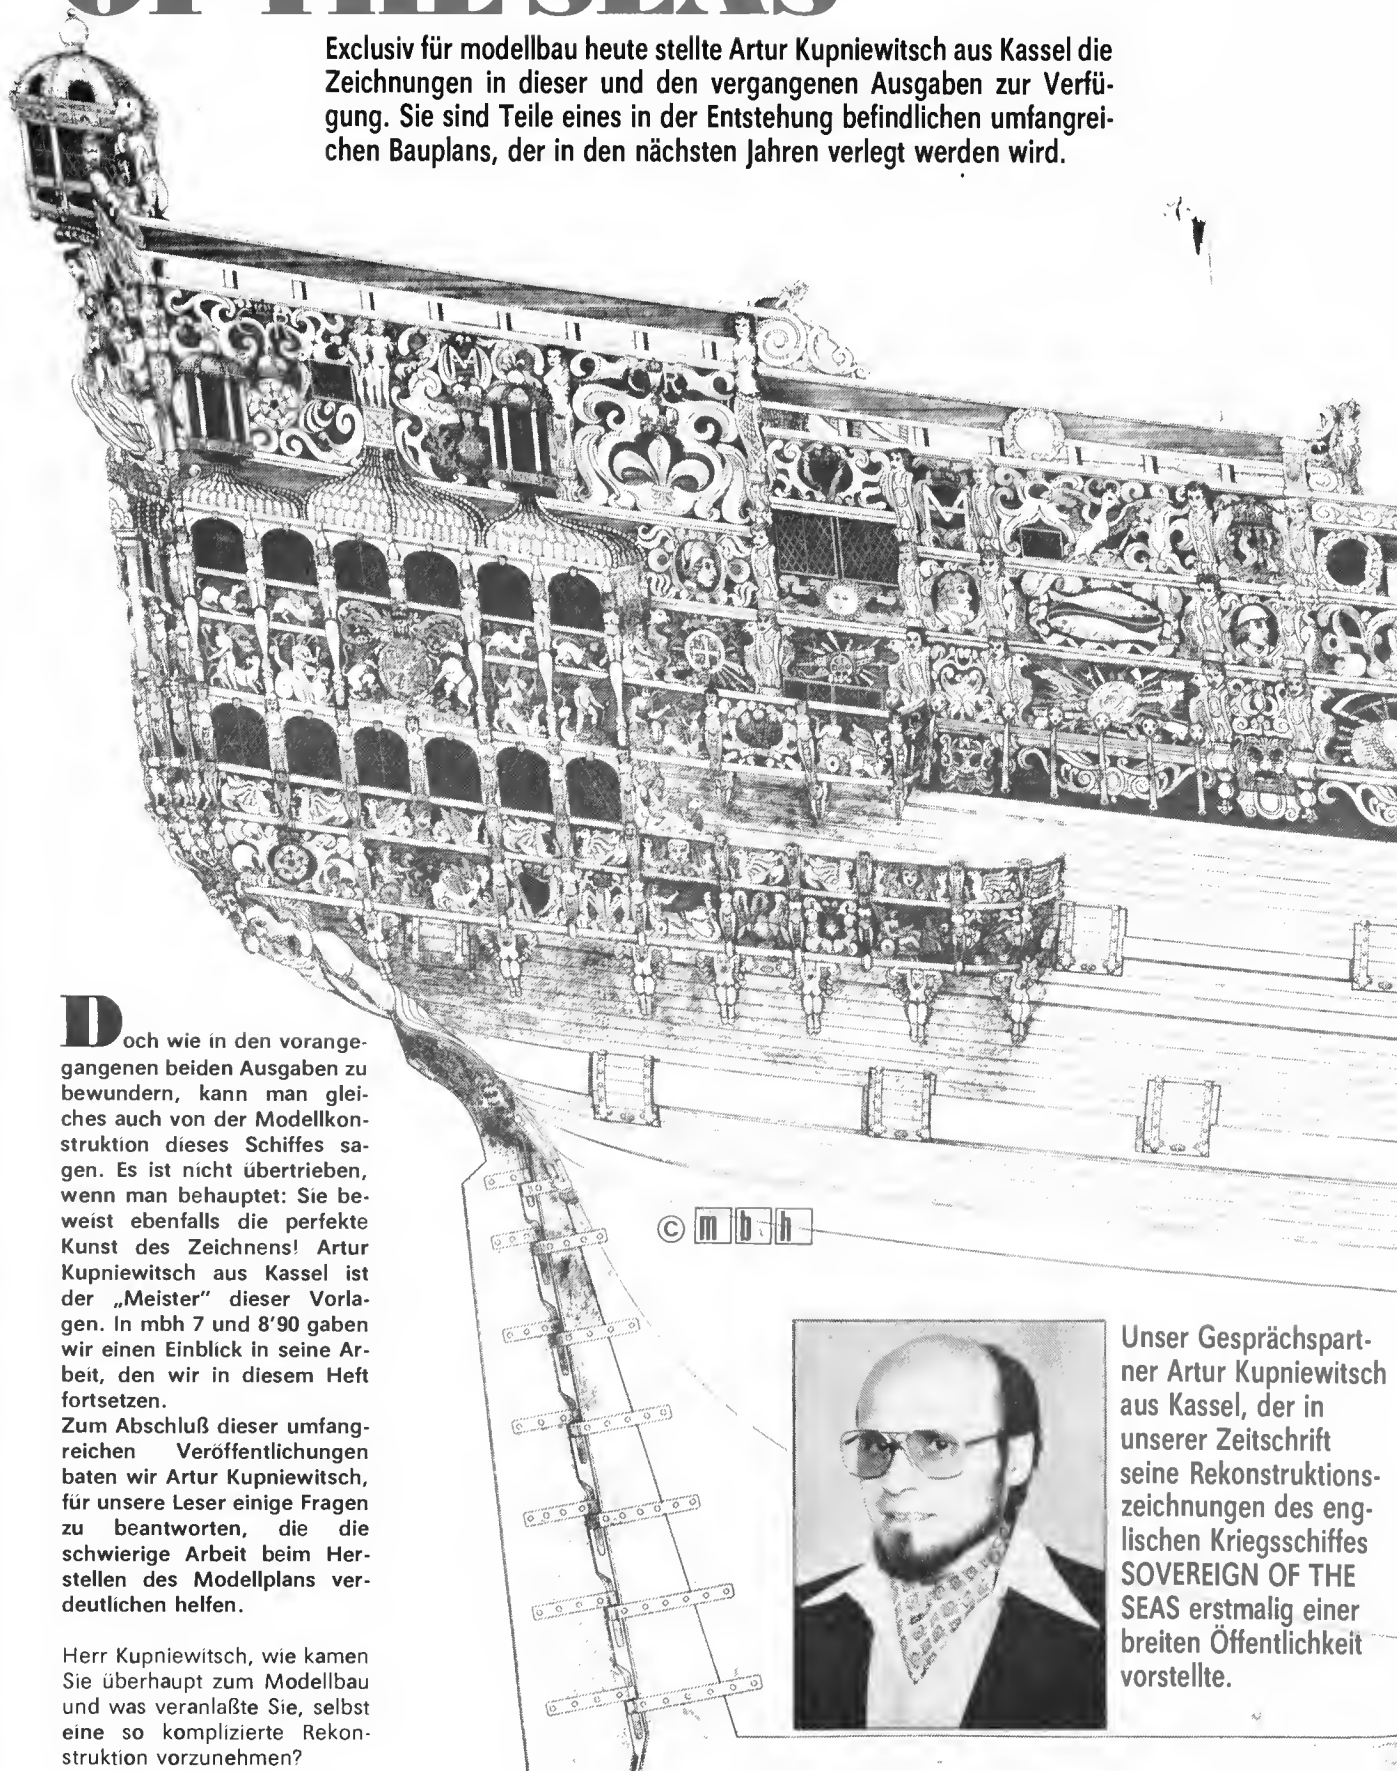 OF THE SEAS
Exclusiv für modellbau heute stellte Artur Kupniewitsch aus Kassel die
Zeichnungen in dieser und den vergangenen Ausgaben zur Verfü-
gung. Sie sind Teile eines in der Entstehung befindlichen umfangrei-
chen Bauplans, der in den nächsten Jahren verlegt werden wird.
Doch wie in den vorange-
gangenen beiden Ausgaben zu
bewundern, kann man glei-
ches auch von der Modellkon-
struktion dieses Schiffes sa-
gen. Es ist nicht übertrieben,
wenn man behauptet: Sie be-
weist ebenfalls die perfekte
Kunst des Zeichnens! Artur
Kupniewitsch aus Kassel ist
der „Meister" dieser Vorla-
gen. In mbh 7 und 8'90 gaben
wir einen Einblick in seine Ar-
beit, den wir in diesem Heft
fortsetzen.
Zum Abschluß dieser umfang-
reichen Veröffentlichungen
baten wir Artur Kupniewitsch,
für unsere Leser einige Fragen
zu beantworten, die die
schwierige Arbeit beim Her-
stellen des Modellplans ver-
deutlichen helfen.
Herr Kupniewitsch, wie kamen
Sie überhaupt zum Modellbau
und was veranlaßte Sie, selbst
eine so komplizierte Rekon-
struktion vorzunehmen?
© mbh
Unser Gesprächspart-
ner Artur Kupniewitsch
aus Kassel, der in
unserer Zeitschrift
seine Rekonstruktions-
zeichnungen des eng-
lischen Kriegsschiffes
SOVEREIGN OF THE
SEAS erstmalig einer
breiten Öffentlichkeit
vorstellte.